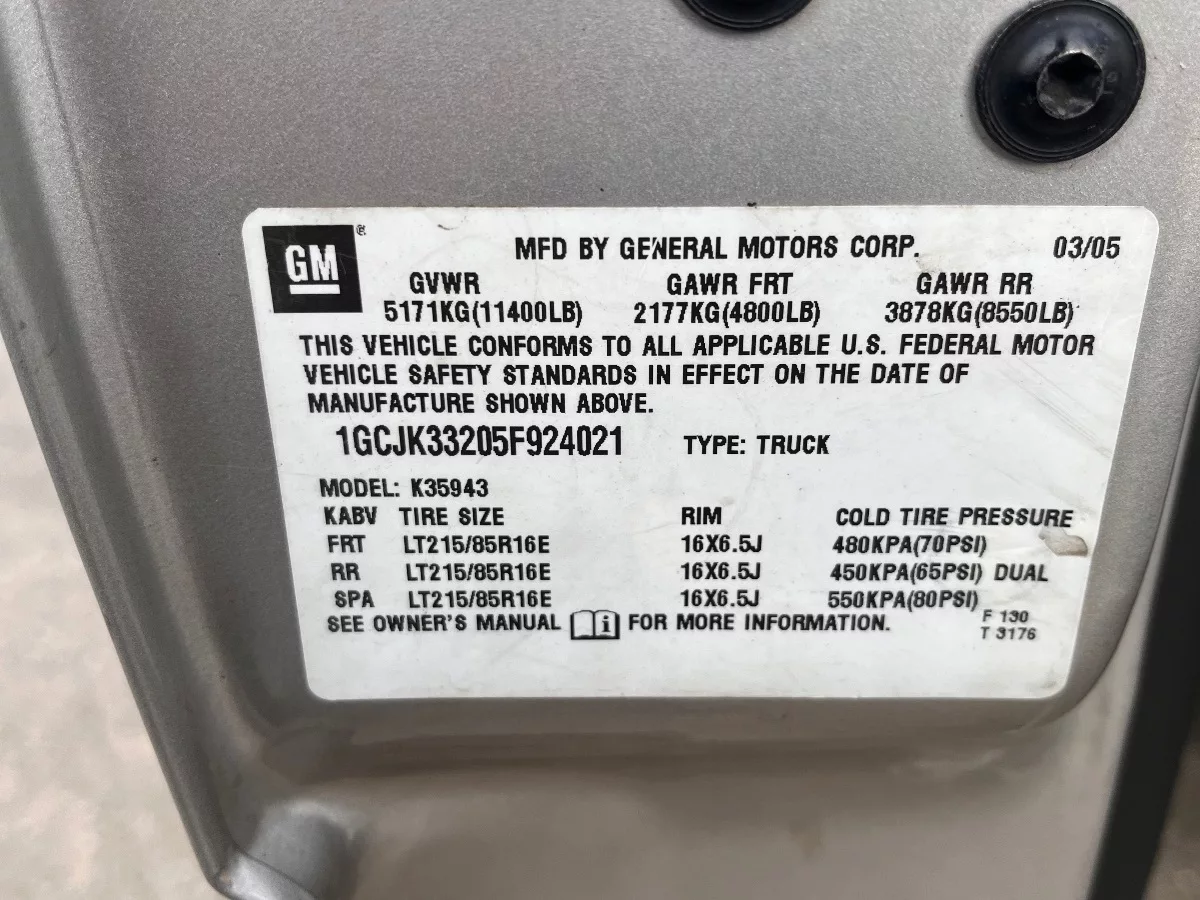 GM®
MFD BY GENERAL MOTORS CORP. 03/05
GVWR GAWR FRT GAWR RR
5171KG(11400LB) 2177KG(4800LB) 3878KG(8550LB)
THIS VEHICLE CONFORMS TO ALL APPLICABLE U.S. FEDERAL MOTOR
VEHICLE SAFETY STANDARDS IN EFFECT ON THE DATE OF
MANUFACTURE SHOWN ABOVE.
1GCJK33205F924021 TYPE: TRUCK
MODEL: K35943
KABV TIRE SIZE RIM COLD TIRE PRESSURE
FRT LT215/85R16E 16X6.5J 480KPA(70PSI)
RR LT215/85R16E 16X6.5J 450KPA(65PSI) DUAL
SPA LT215/85R16E 16X6.5J 550KPA(80PSI)
SEE OWNER'S MANUAL i FOR MORE INFORMATION.
F 130
T 3176